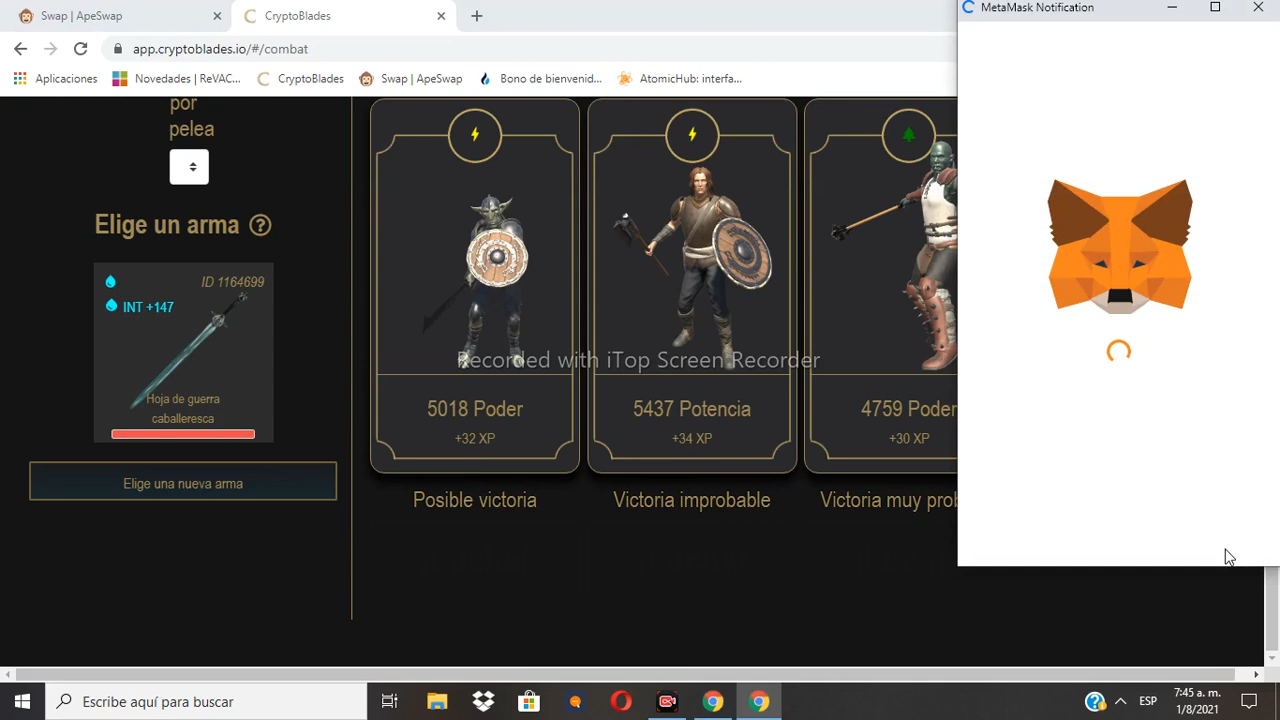 Swap | ApeSwap
CryptoBlades
MetaMask Notification
app.cryptoblades.io/#/combat
Aplicaciones
Novedades | ReVAC...
CryptoBlades
Swap | ApeSwap
Bono de bienvenid...
AtomicHub: interfa...
por
pelea
Elige un arma ?
ID 1164699
INT +147
Hoja de guerra
caballeresca
Elige una nueva arma
5018 Poder
+32 XP
Posible victoria
5437 Potencia
+34 XP
Victoria improbable
4759 Poder
+30 XP
Victoria muy prob
Recorded with iTop Screen Recorder
Escribe aquí para buscar
ESP
7:45 a. m.
1/8/2021